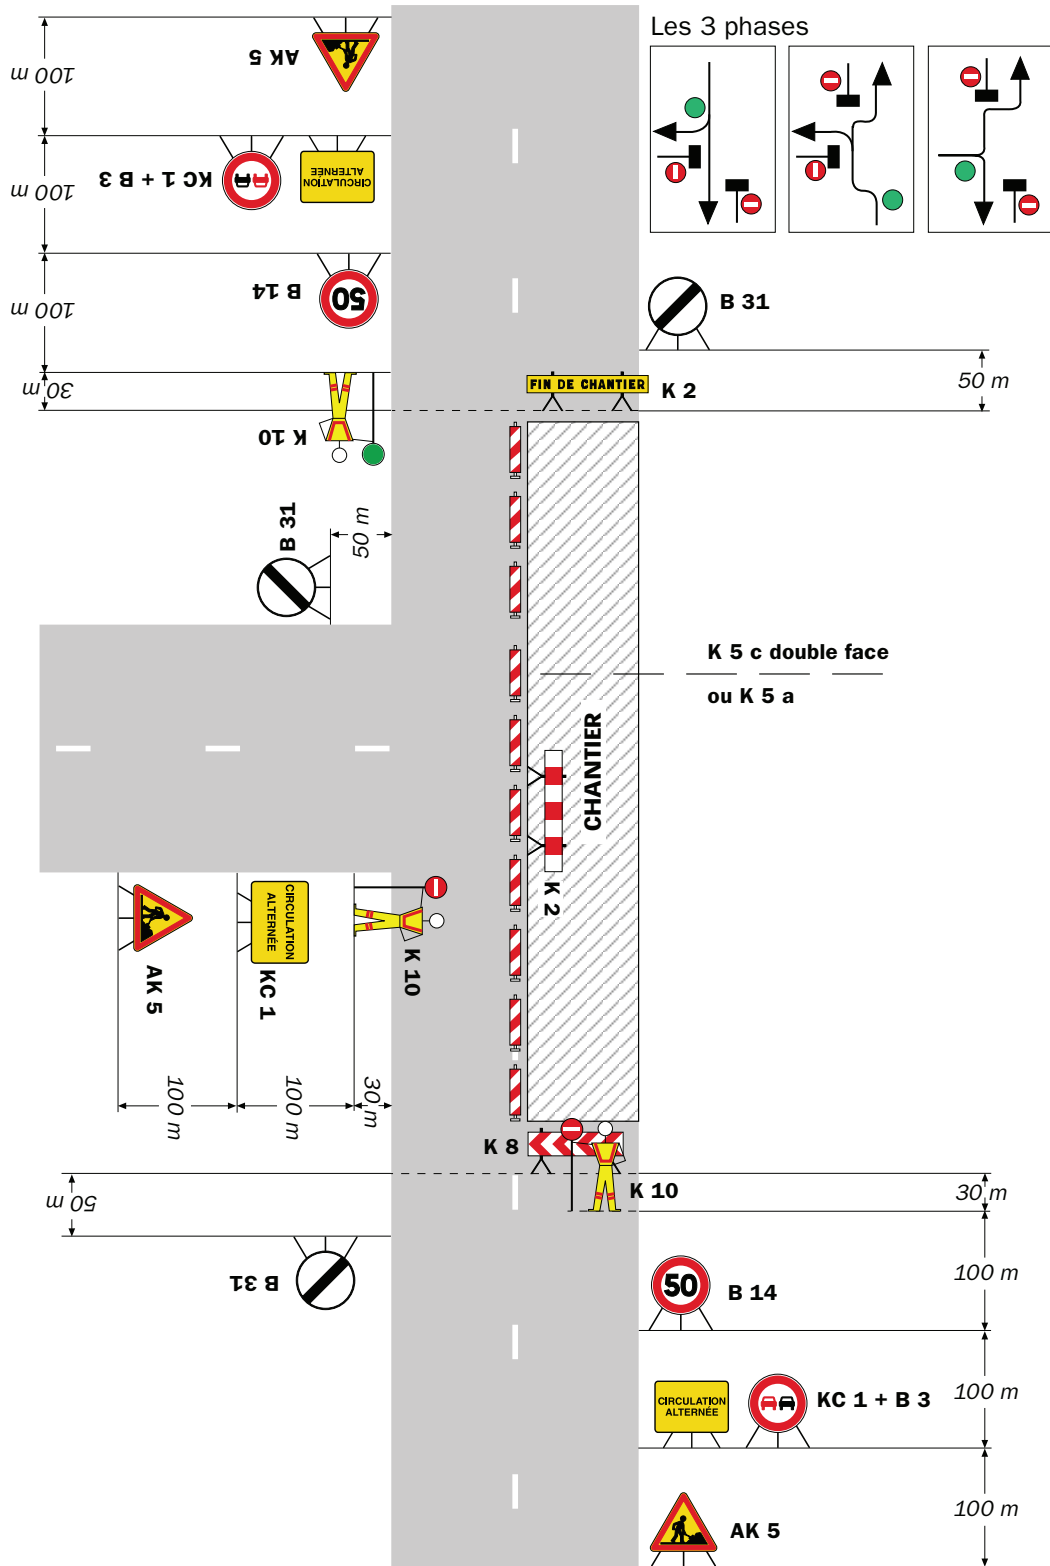 Les 3 phases
AK 5
100 m
KC 1 + B 3
CIRCULATION
ALTERNÉE
100 m
B 14
50
100 m
B 31
50 m
FIN DE CHANTIER
K 2
30 m
K 10
B 31
50 m
K 5 c double face
ou K 5 a
CHANTIER
K 2
AK 5
CIRCULATION
ALTERNÉE
KC 1
K 10
100 m
100 m
30 m
K 8
K 10
30 m
50 m
B 31
50
B 14
100 m
CIRCULATION
ALTERNÉE
KC 1 + B 3
100 m
AK 5
100 m